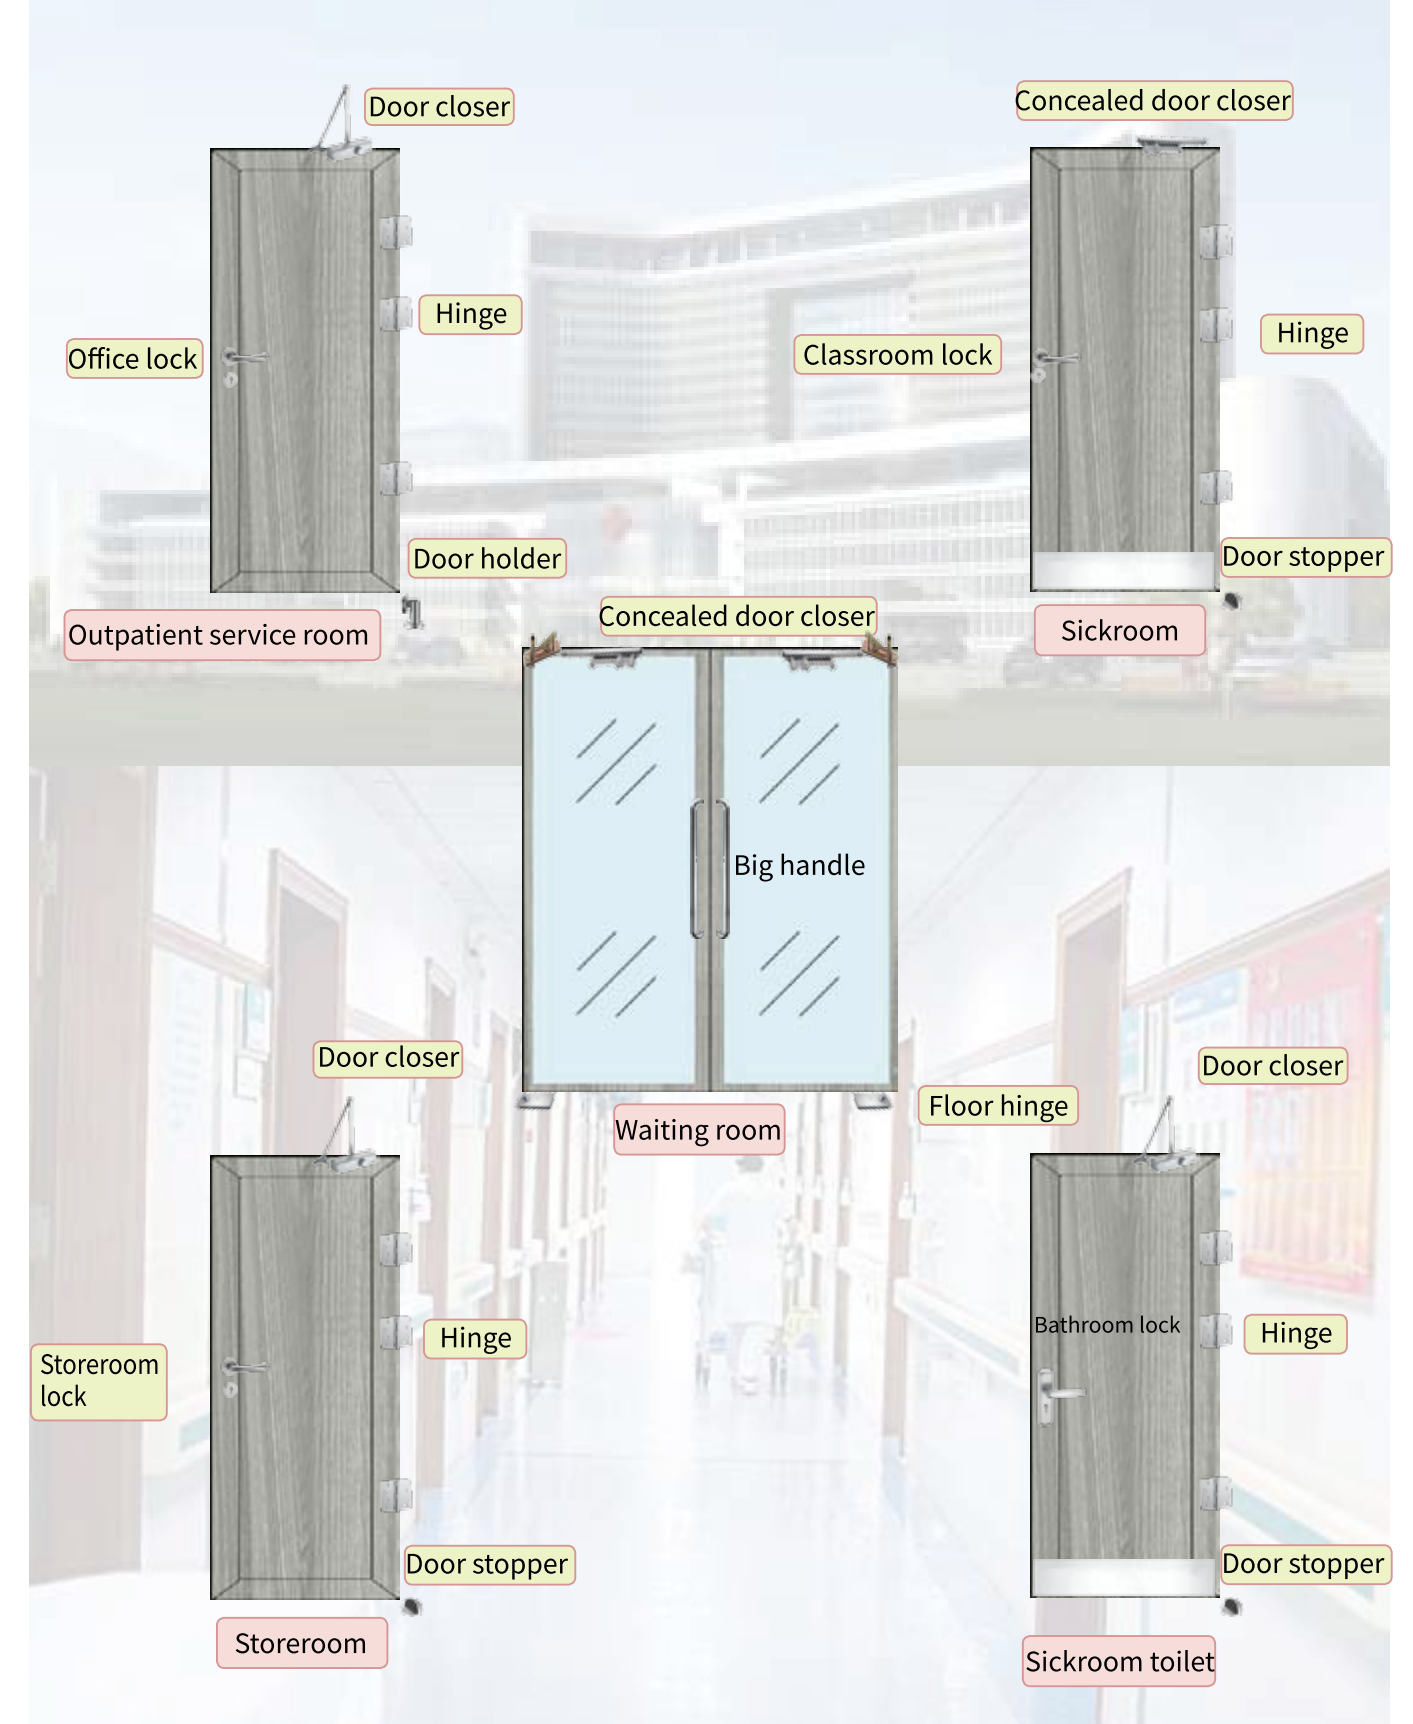 Door closer
Office lock
Hinge
Door holder
Outpatient service room
Concealed door closer
Classroom lock
Hinge
Door stopper
Sickroom
Concealed door closer
Big handle
Floor hinge
Waiting room
Door closer
Storeroom
lock
Hinge
Door stopper
Storeroom
Door closer
Bathroom lock
Hinge
Door stopper
Sickroom toilet